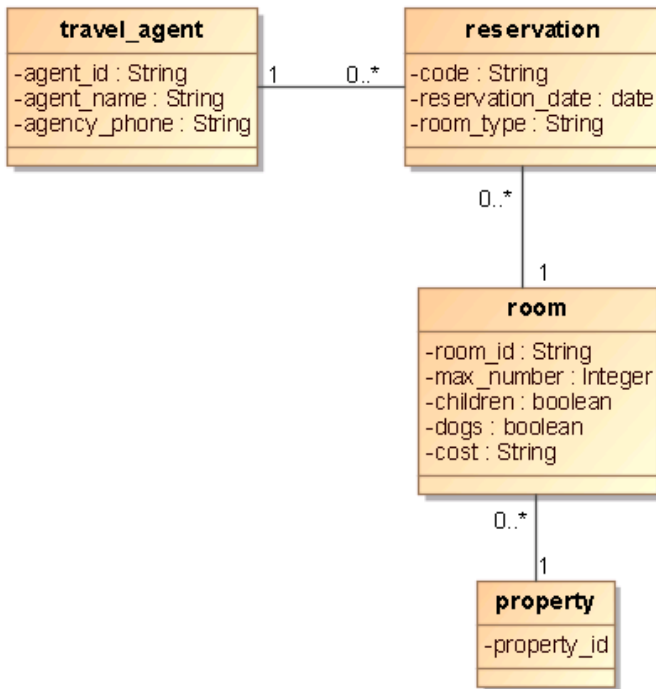 travel_agent
-agent_id : String
-agent_name : String
-agency_phone : String
1
0..*
reservation
-code : String
-reservation_date : date
-room_type : String
0..*
1
room
-room_id : String
-max_number : Integer
-children : boolean
-dogs : boolean
-cost : String
0..*
1
property
-property_id